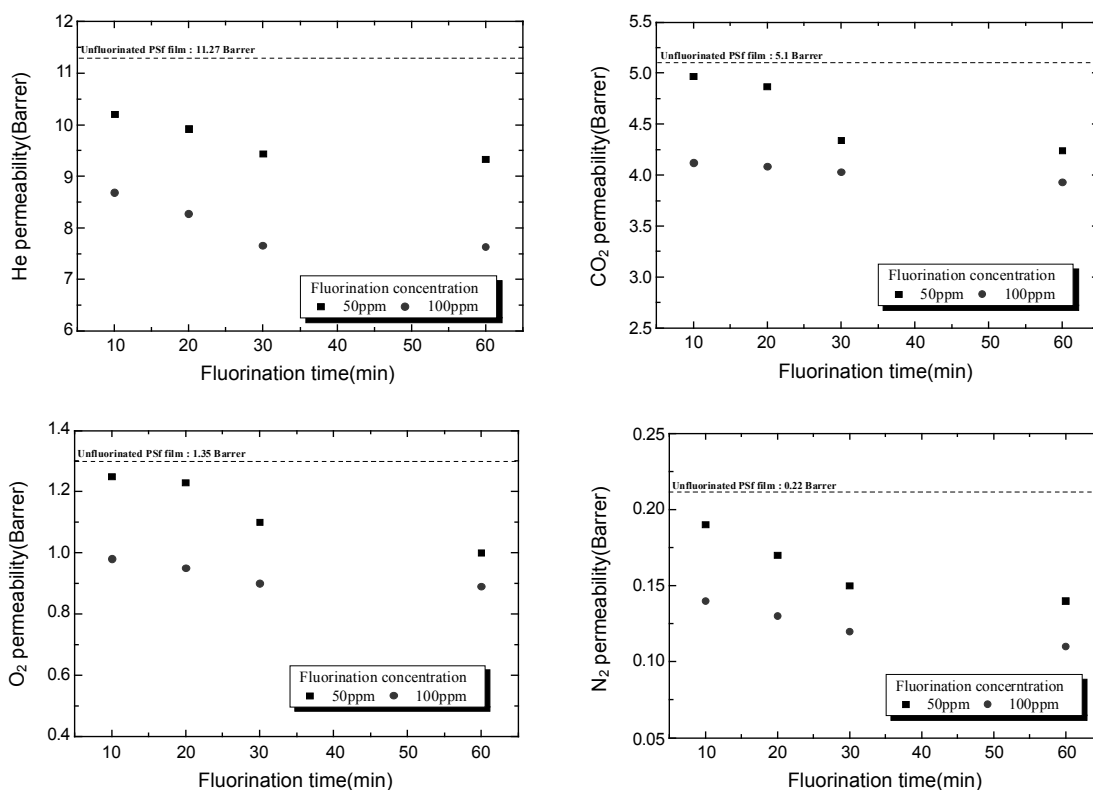 12
11
10
9
8
7
6
He permeability(Barrer)
Unfluorinated PSf film : 11.27 Barrer
Fluorination concentration
50ppm 100ppm
10 20 30 40 50 60
Fluorination time(min)
5.5
5.0
4.5
4.0
3.5
3.0
2.5
CO₂ permeability(Barrer)
Unfluorinated PSf film : 5.1 Barrer
Fluorination concentration
50ppm 100ppm
10 20 30 40 50 60
Fluorination time(min)
1.4
1.2
1.0
0.8
0.6
0.4
O₂ permeability(Barrer)
Unfluorinated PSf film : 1.35 Barrer
Fluorination concentration
50ppm 100ppm
10 20 30 40 50 60
Fluorination time(min)
0.25
0.20
0.15
0.10
0.05
N₂ permeability(Barrer)
Unfluorinated PSf film : 0.22 Barrer
Fluorination concerntration
50ppm 100ppm
10 20 30 40 50 60
Fluorination time(min)